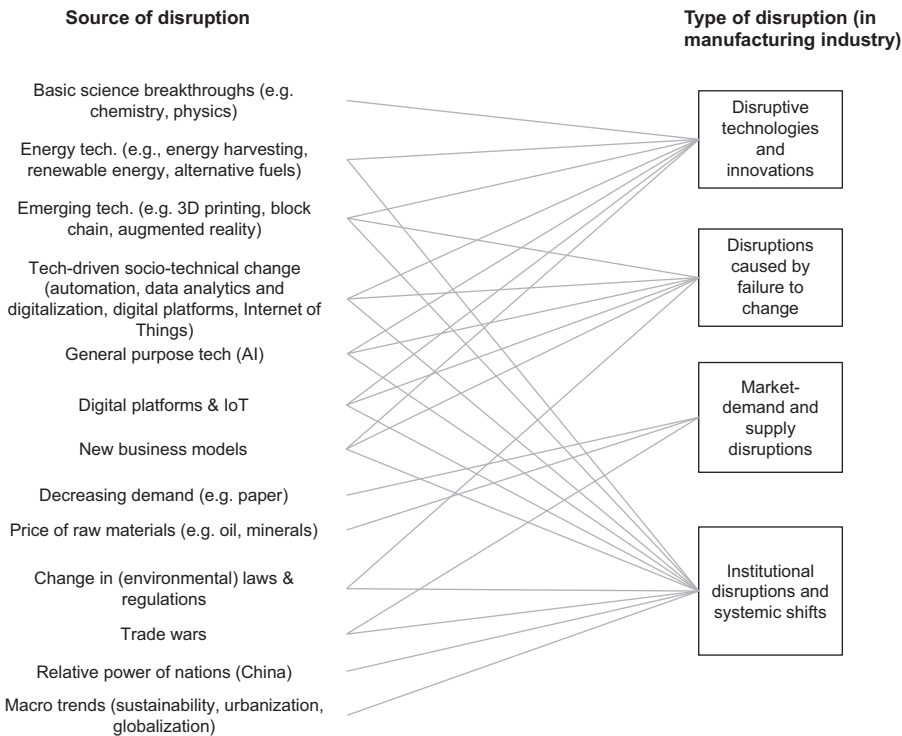 Source of disruption
Type of disruption (in
manufacturing industry)
Basic science breakthroughs (e.g.
chemistry, physics)
Energy tech. (e.g., energy harvesting,
renewable energy, alternative fuels)
Emerging tech. (e.g. 3D printing, block
chain, augmented reality)
Tech-driven socio-technical change
(automation, data analytics and
digitalization, digital platforms, Internet of
Things)
General purpose tech (AI)
Digital platforms & IoT
New business models
Decreasing demand (e.g. paper)
Price of raw materials (e.g. oil, minerals)
Change in (environmental) laws &
regulations
Trade wars
Relative power of nations (China)
Macro trends (sustainability, urbanization,
globalization)
Disruptive
technologies
and
innovations
Disruptions
caused by
failure to
change
Market-
demand and
supply
disruptions
Institutional
disruptions and
systemic shifts